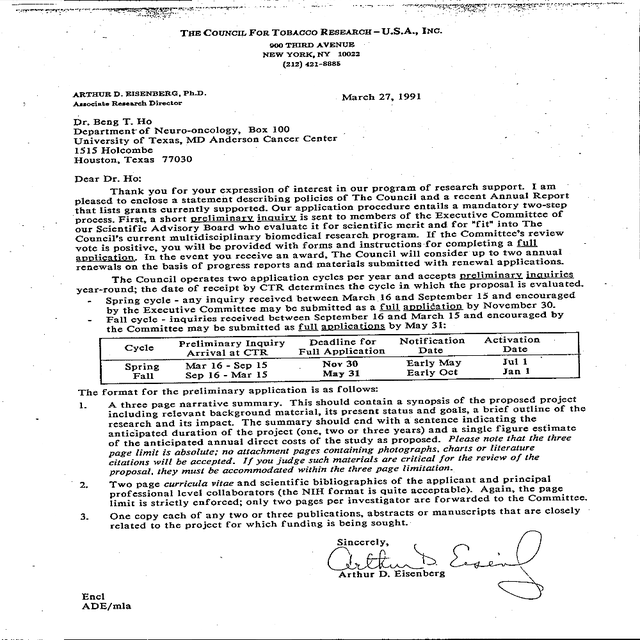 THE COUNCIL FOR TOBACCO RESEARCH – U.S.A., INC.
900 THIRD AVENUE
NEW YORK, NY 10022
(212) 421-8885
ARTHUR D. EISENBERG, Ph.D.
Associate Research Director
March 27, 1991
Dr. Beng T. Ho
Department of Neuro-oncology, Box 100
University of Texas, MD Anderson Cancer Center
1515 Holcombe
Houston, Texas 77030
Dear Dr. Ho:
Thank you for your expression of interest in our program of research support. I am
pleased to enclose a statement describing policies of The Council and a recent Annual Report
that lists grants currently supported. Our application procedure entails a mandatory two-step
process. First, a short preliminary inquiry is sent to members of the Executive Committee of
our Scientific Advisory Board who evaluate it for scientific merit and for "fit" into The
Council's current multidisciplinary biomedical research program. If the Committee's review
vote is positive, you will be provided with forms and instructions for completing a full
application. In the event you receive an award, The Council will consider up to two annual
renewals on the basis of progress reports and materials submitted with renewal applications.
The Council operates two application cycles per year and accepts preliminary inquiries
year-round; the date of receipt by CTR determines the cycle in which the proposal is evaluated.
- Spring cycle - any inquiry received between March 16 and September 15 and encouraged
by the Executive Committee may be submitted as a full application by November 30.
- Fall cycle - inquiries received between September 16 and March 15 and encouraged by
the Committee may be submitted as full applications by May 31:
Cycle Preliminary Inquiry Arrival at CTR Deadline for Full Application Notification Date Activation Date
Spring Mar 16 - Sep 15 Nov 30 Early May Jul 1
Fall Sep 16 - Mar 15 May 31 Early Oct Jan 1
The format for the preliminary application is as follows:
1. A three page narrative summary. This should contain a synopsis of the proposed project
including relevant background material, its present status and goals, a brief outline of the
research and its impact. The summary should end with a sentence indicating the
anticipated duration of the project (one, two or three years) and a single figure estimate
of the anticipated annual direct costs of the study as proposed. Please note that the three
page limit is absolute; no attachment pages containing photographs, charts or literature
citations will be accepted. If you judge such materials are critical for the review of the
proposal, they must be accommodated within the three page limitation.
2. Two page curricula vitae and scientific bibliographies of the applicant and principal
professional level collaborators (the NIH format is quite acceptable). Again, the page
limit is strictly enforced; only two pages per investigator are forwarded to the Committee.
3. One copy each of any two or three publications, abstracts or manuscripts that are closely
related to the project for which funding is being sought.
Sincerely,
Arthur D. Eisenberg
Arthur D. Eisenberg
Encl
ADE/mla